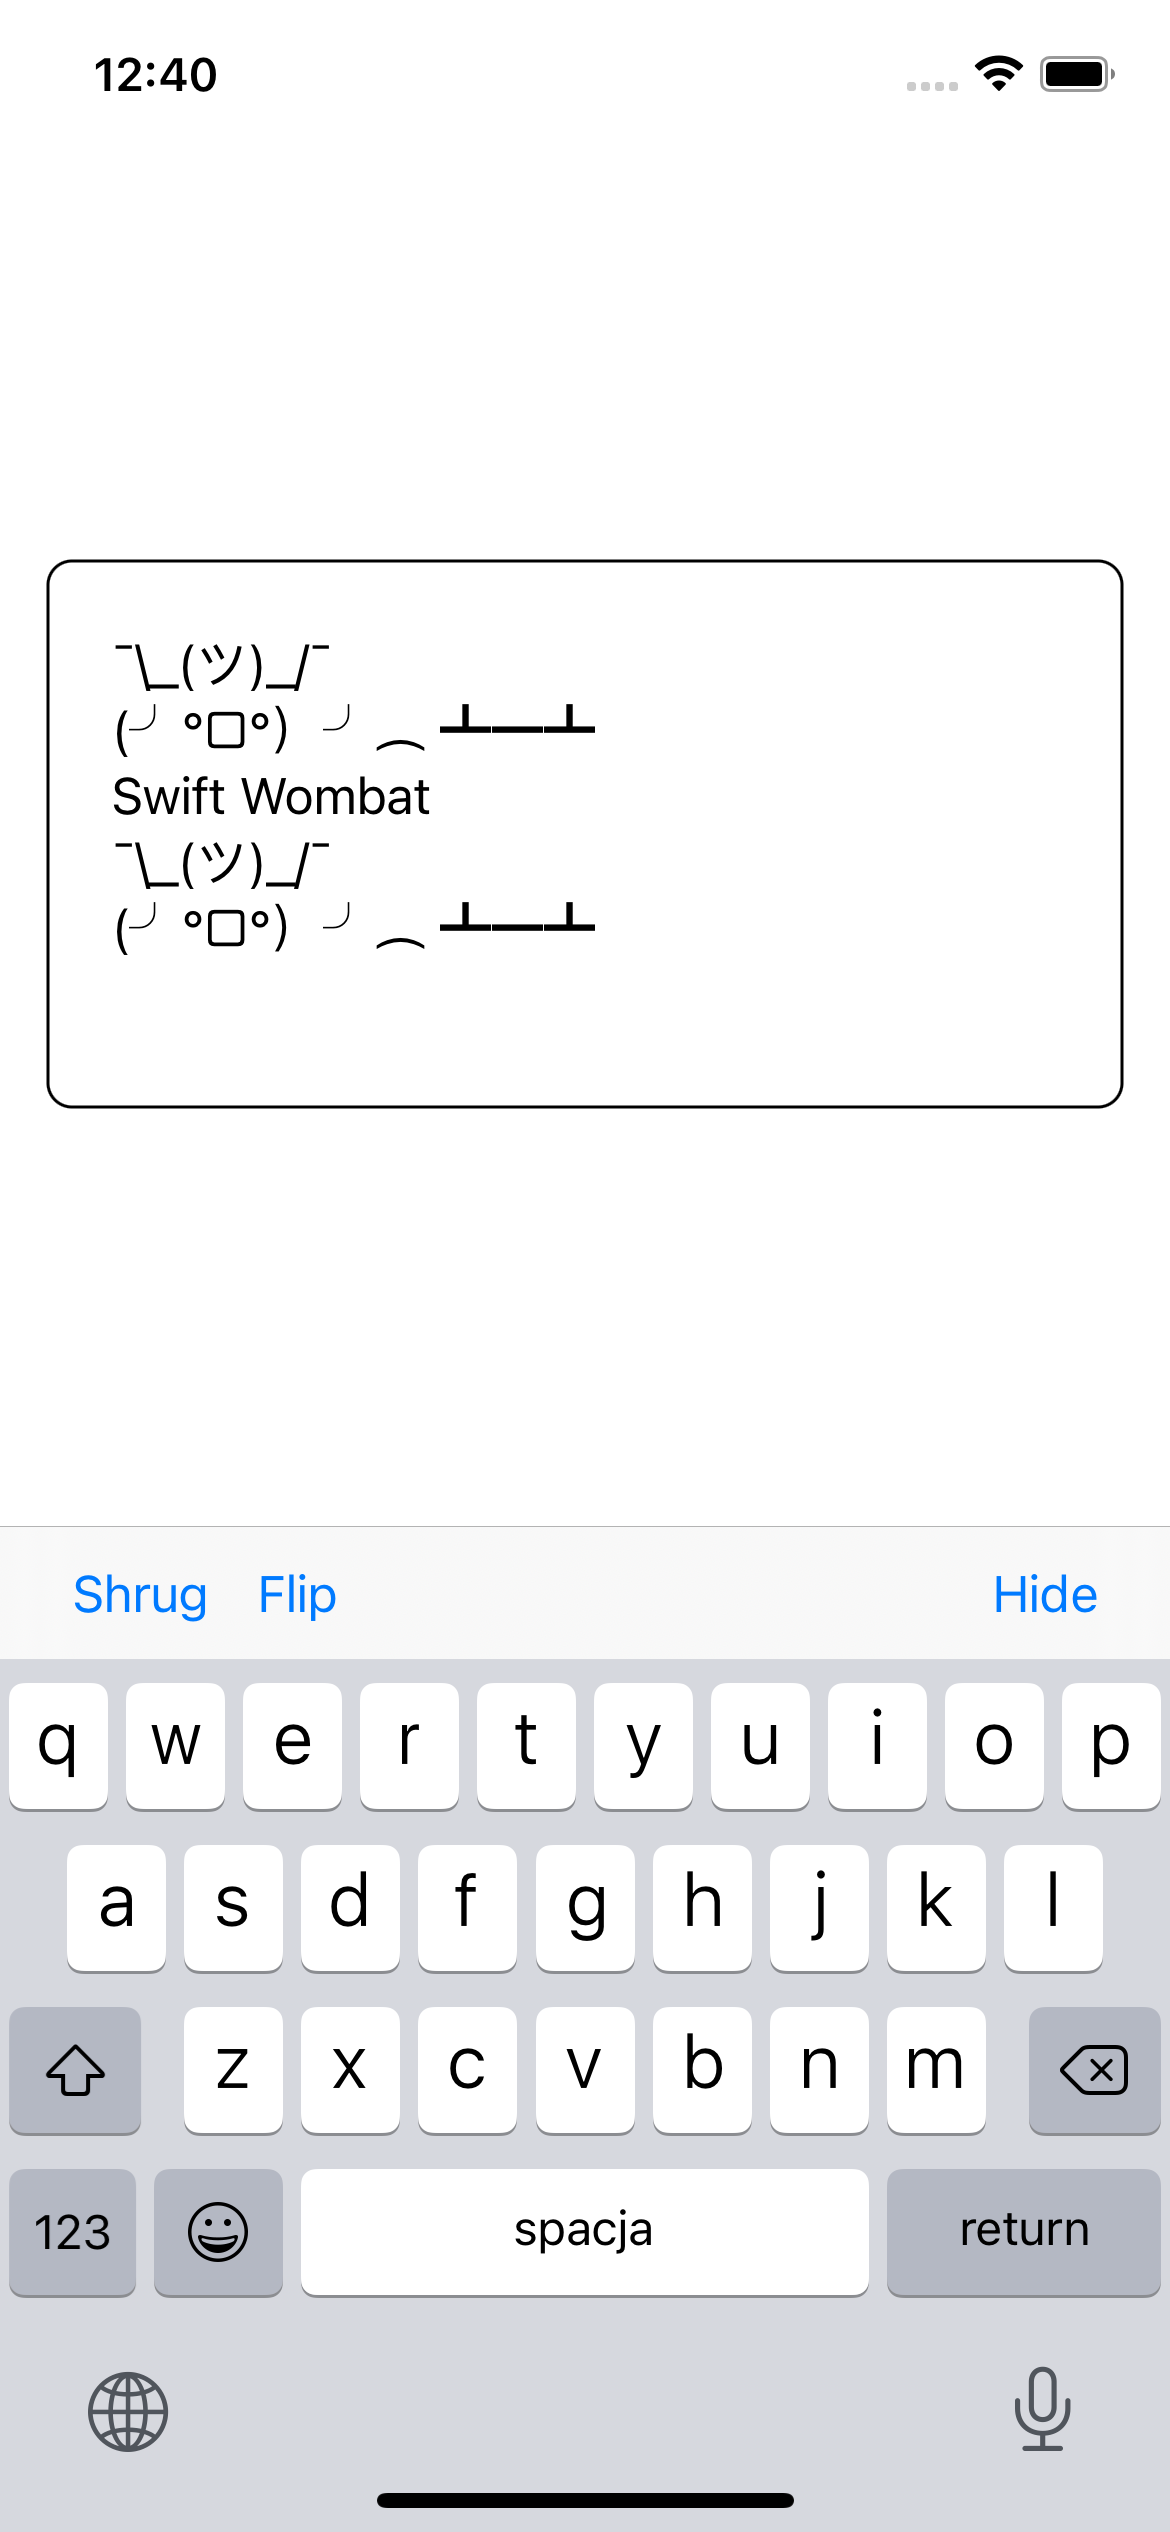 12:40
¯\_(ツ)_/¯
(╯°□°) ╯︵ ┻━┻
Swift Wombat
¯\_(ツ)_/¯
(╯°□°) ╯︵ ┻━┻
Shrug Flip Hide
q w e r t y u i o p
a s d f g h j k l
z x c v b n m
123 spacja return